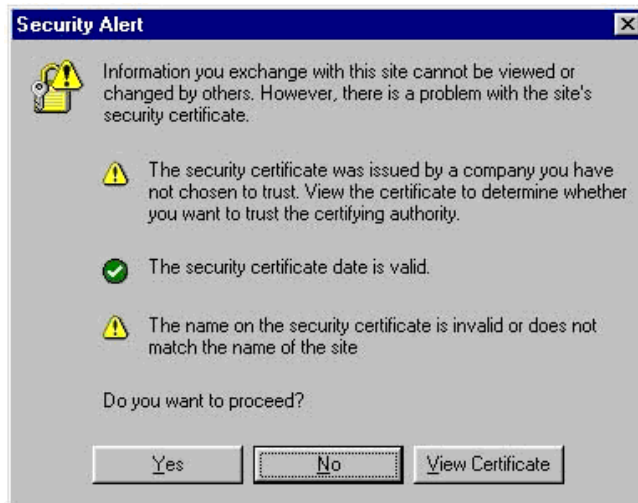 Security Alert
Information you exchange with this site cannot be viewed or
changed by others. However, there is a problem with the site's
security certificate.
The security certificate was issued by a company you have
not chosen to trust. View the certificate to determine whether
you want to trust the certifying authority.
The security certificate date is valid.
The name on the security certificate is invalid or does not
match the name of the site
Do you want to proceed?
Yes No View Certificate